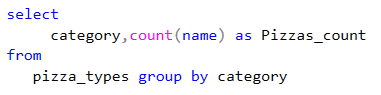 select
category,count(name) as Pizzas_count
from
pizza_types group by category